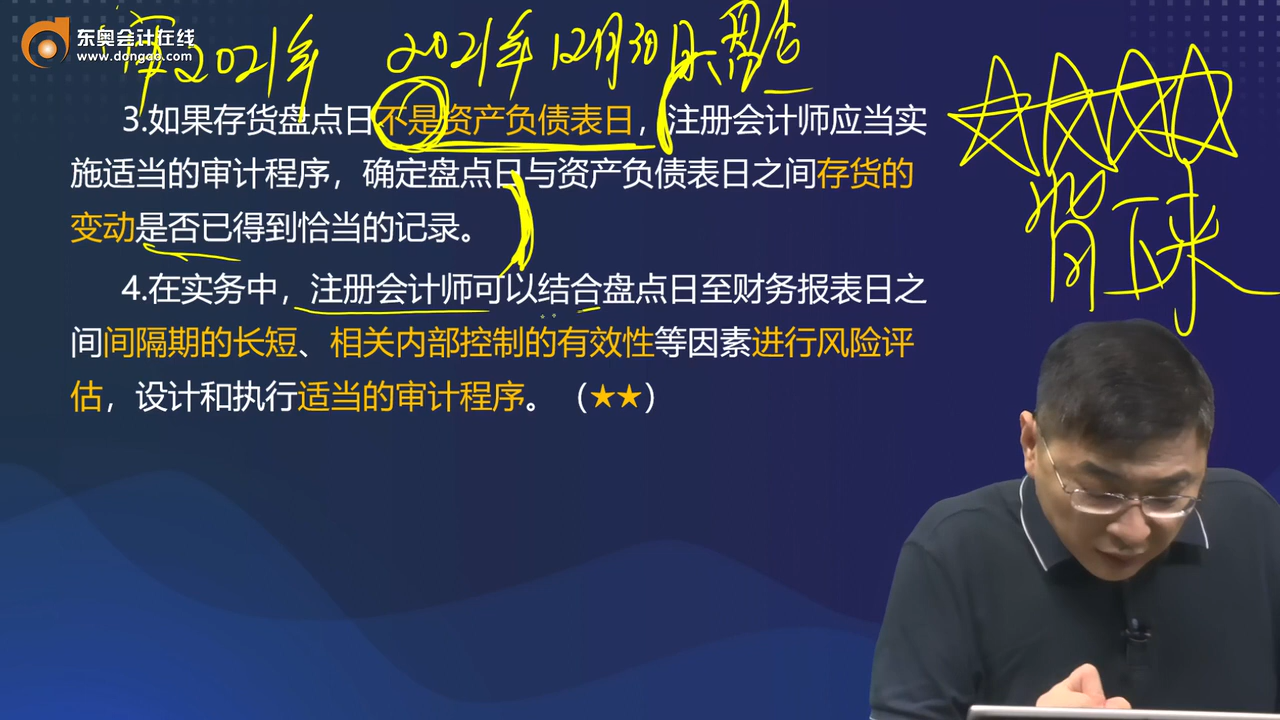 东奥会计在线
www.dongao.com
审2021年 2021年12月30日盘点
3.如果存货盘点日不是资产负债表日,注册会计师应当实
施适当的审计程序,确定盘点日与资产负债表日之间存货的
变动是否已得到恰当的记录。
4.在实务中,注册会计师可以结合盘点日至财务报表日之
间间隔期的长短、相关内部控制的有效性等因素进行风险评
估,设计和执行适当的审计程序。(★★)
背下来